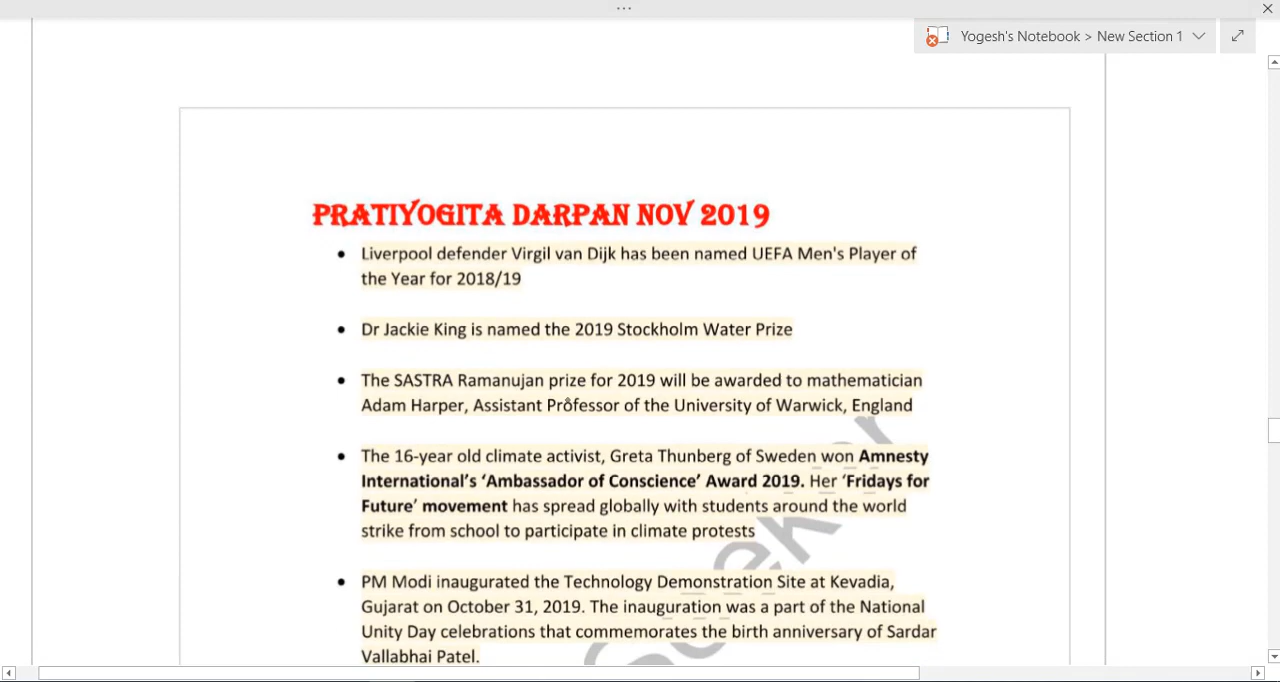 ...
Yogesh's Notebook > New Section 1
PRATIYOGITA DARPAN NOV 2019
• Liverpool defender Virgil van Dijk has been named UEFA Men's Player of
the Year for 2018/19
• Dr Jackie King is named the 2019 Stockholm Water Prize
• The SASTRA Ramanujan prize for 2019 will be awarded to mathematician
Adam Harper, Assistant Professor of the University of Warwick, England
• The 16-year old climate activist, Greta Thunberg of Sweden won Amnesty
International's ‘Ambassador of Conscience’ Award 2019. Her ‘Fridays for
Future’ movement has spread globally with students around the world
strike from school to participate in climate protests
• PM Modi inaugurated the Technology Demonstration Site at Kevadia,
Gujarat on October 31, 2019. The inauguration was a part of the National
Unity Day celebrations that commemorates the birth anniversary of Sardar
Vallabhai Patel.